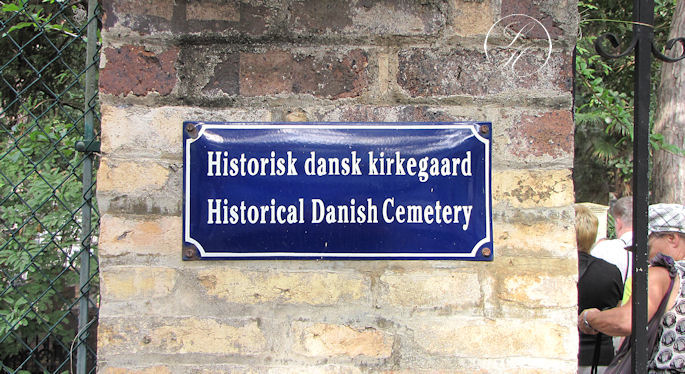 Historisk dansk kirkegaard
Historical Danish Cemetery